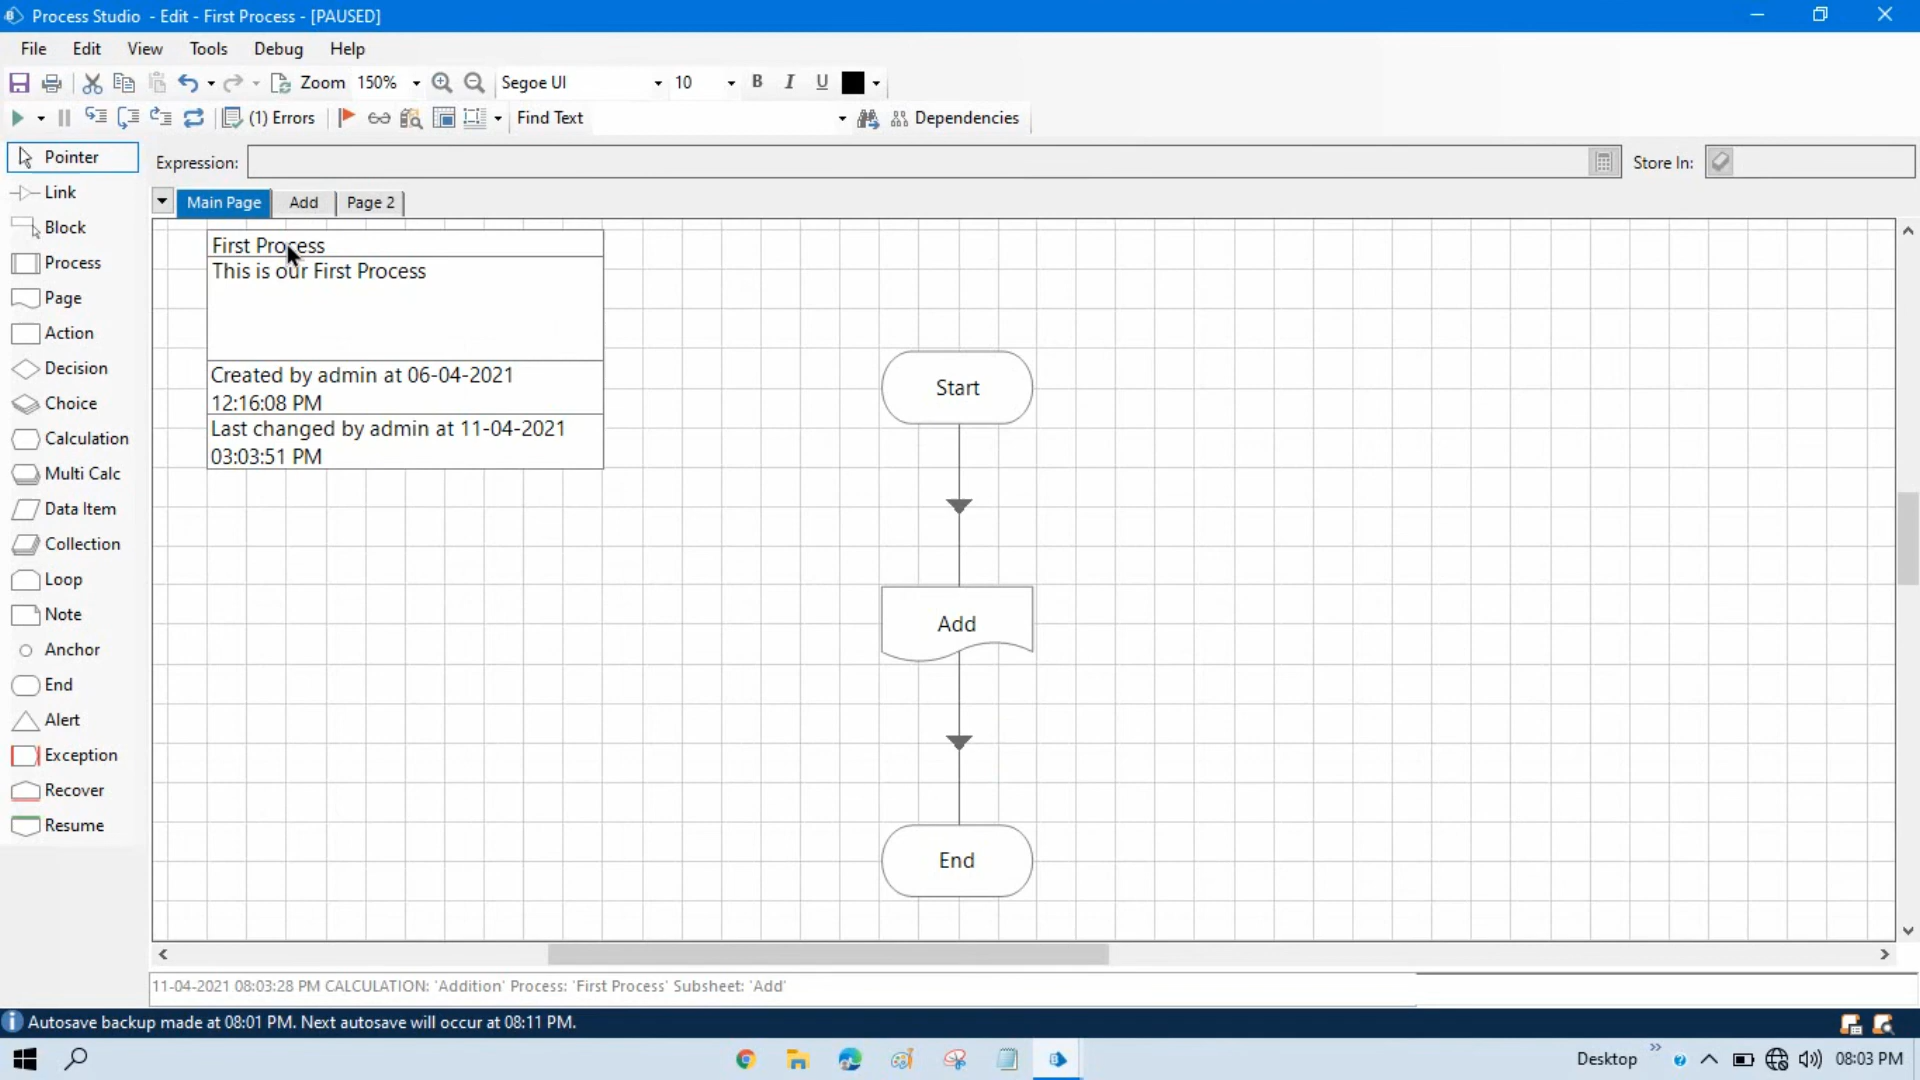 Process Studio - Edit - First Process - [PAUSED]
File Edit View Tools Debug Help
Zoom 150% Segoe UI 10 B I U
(1) Errors Find Text Dependencies
Pointer
Link
Block
Process
Page
Action
Decision
Choice
Calculation
Multi Calc
Data Item
Collection
Loop
Note
Anchor
End
Alert
Exception
Recover
Resume
Expression: Store In:
Main Page Add Page 2
First Process
This is our First Process
Created by admin at 06-04-2021
12:16:08 PM
Last changed by admin at 11-04-2021
03:03:51 PM
Start
Add
End
11-04-2021 08:03:28 PM CALCULATION: 'Addition' Process: 'First Process' Subsheet: 'Add'
Autosave backup made at 08:01 PM. Next autosave will occur at 08:11 PM.
Desktop 08:03 PM